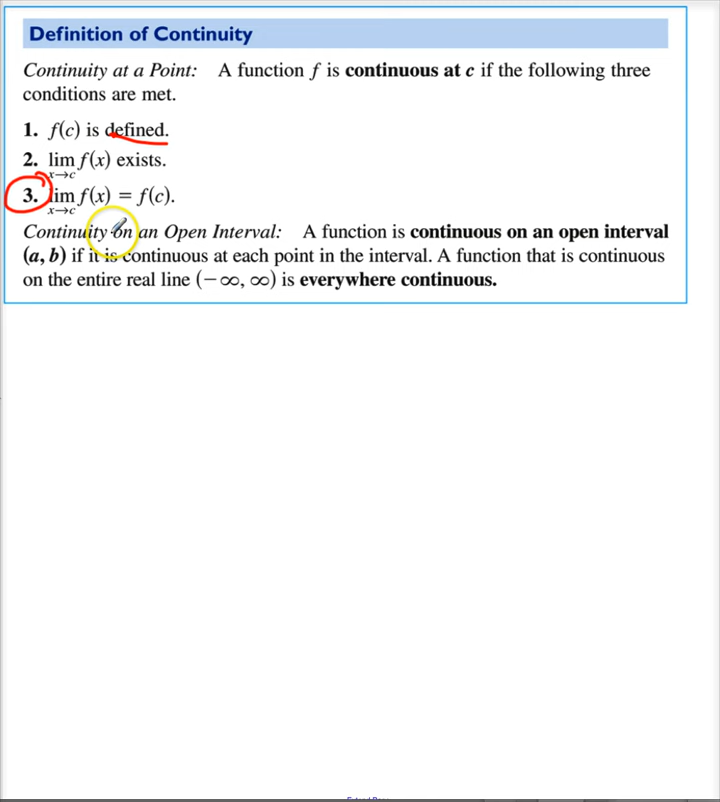 Definition of Continuity
Continuity at a Point: A function f is continuous at c if the following three
conditions are met.
1. f(c) is defined.
2. lim f(x) exists.
x→c
3. lim f(x) = f(c).
x→c
Continuity on an Open Interval: A function is continuous on an open interval
(a, b) if it is continuous at each point in the interval. A function that is continuous
on the entire real line (−∞, ∞) is everywhere continuous.